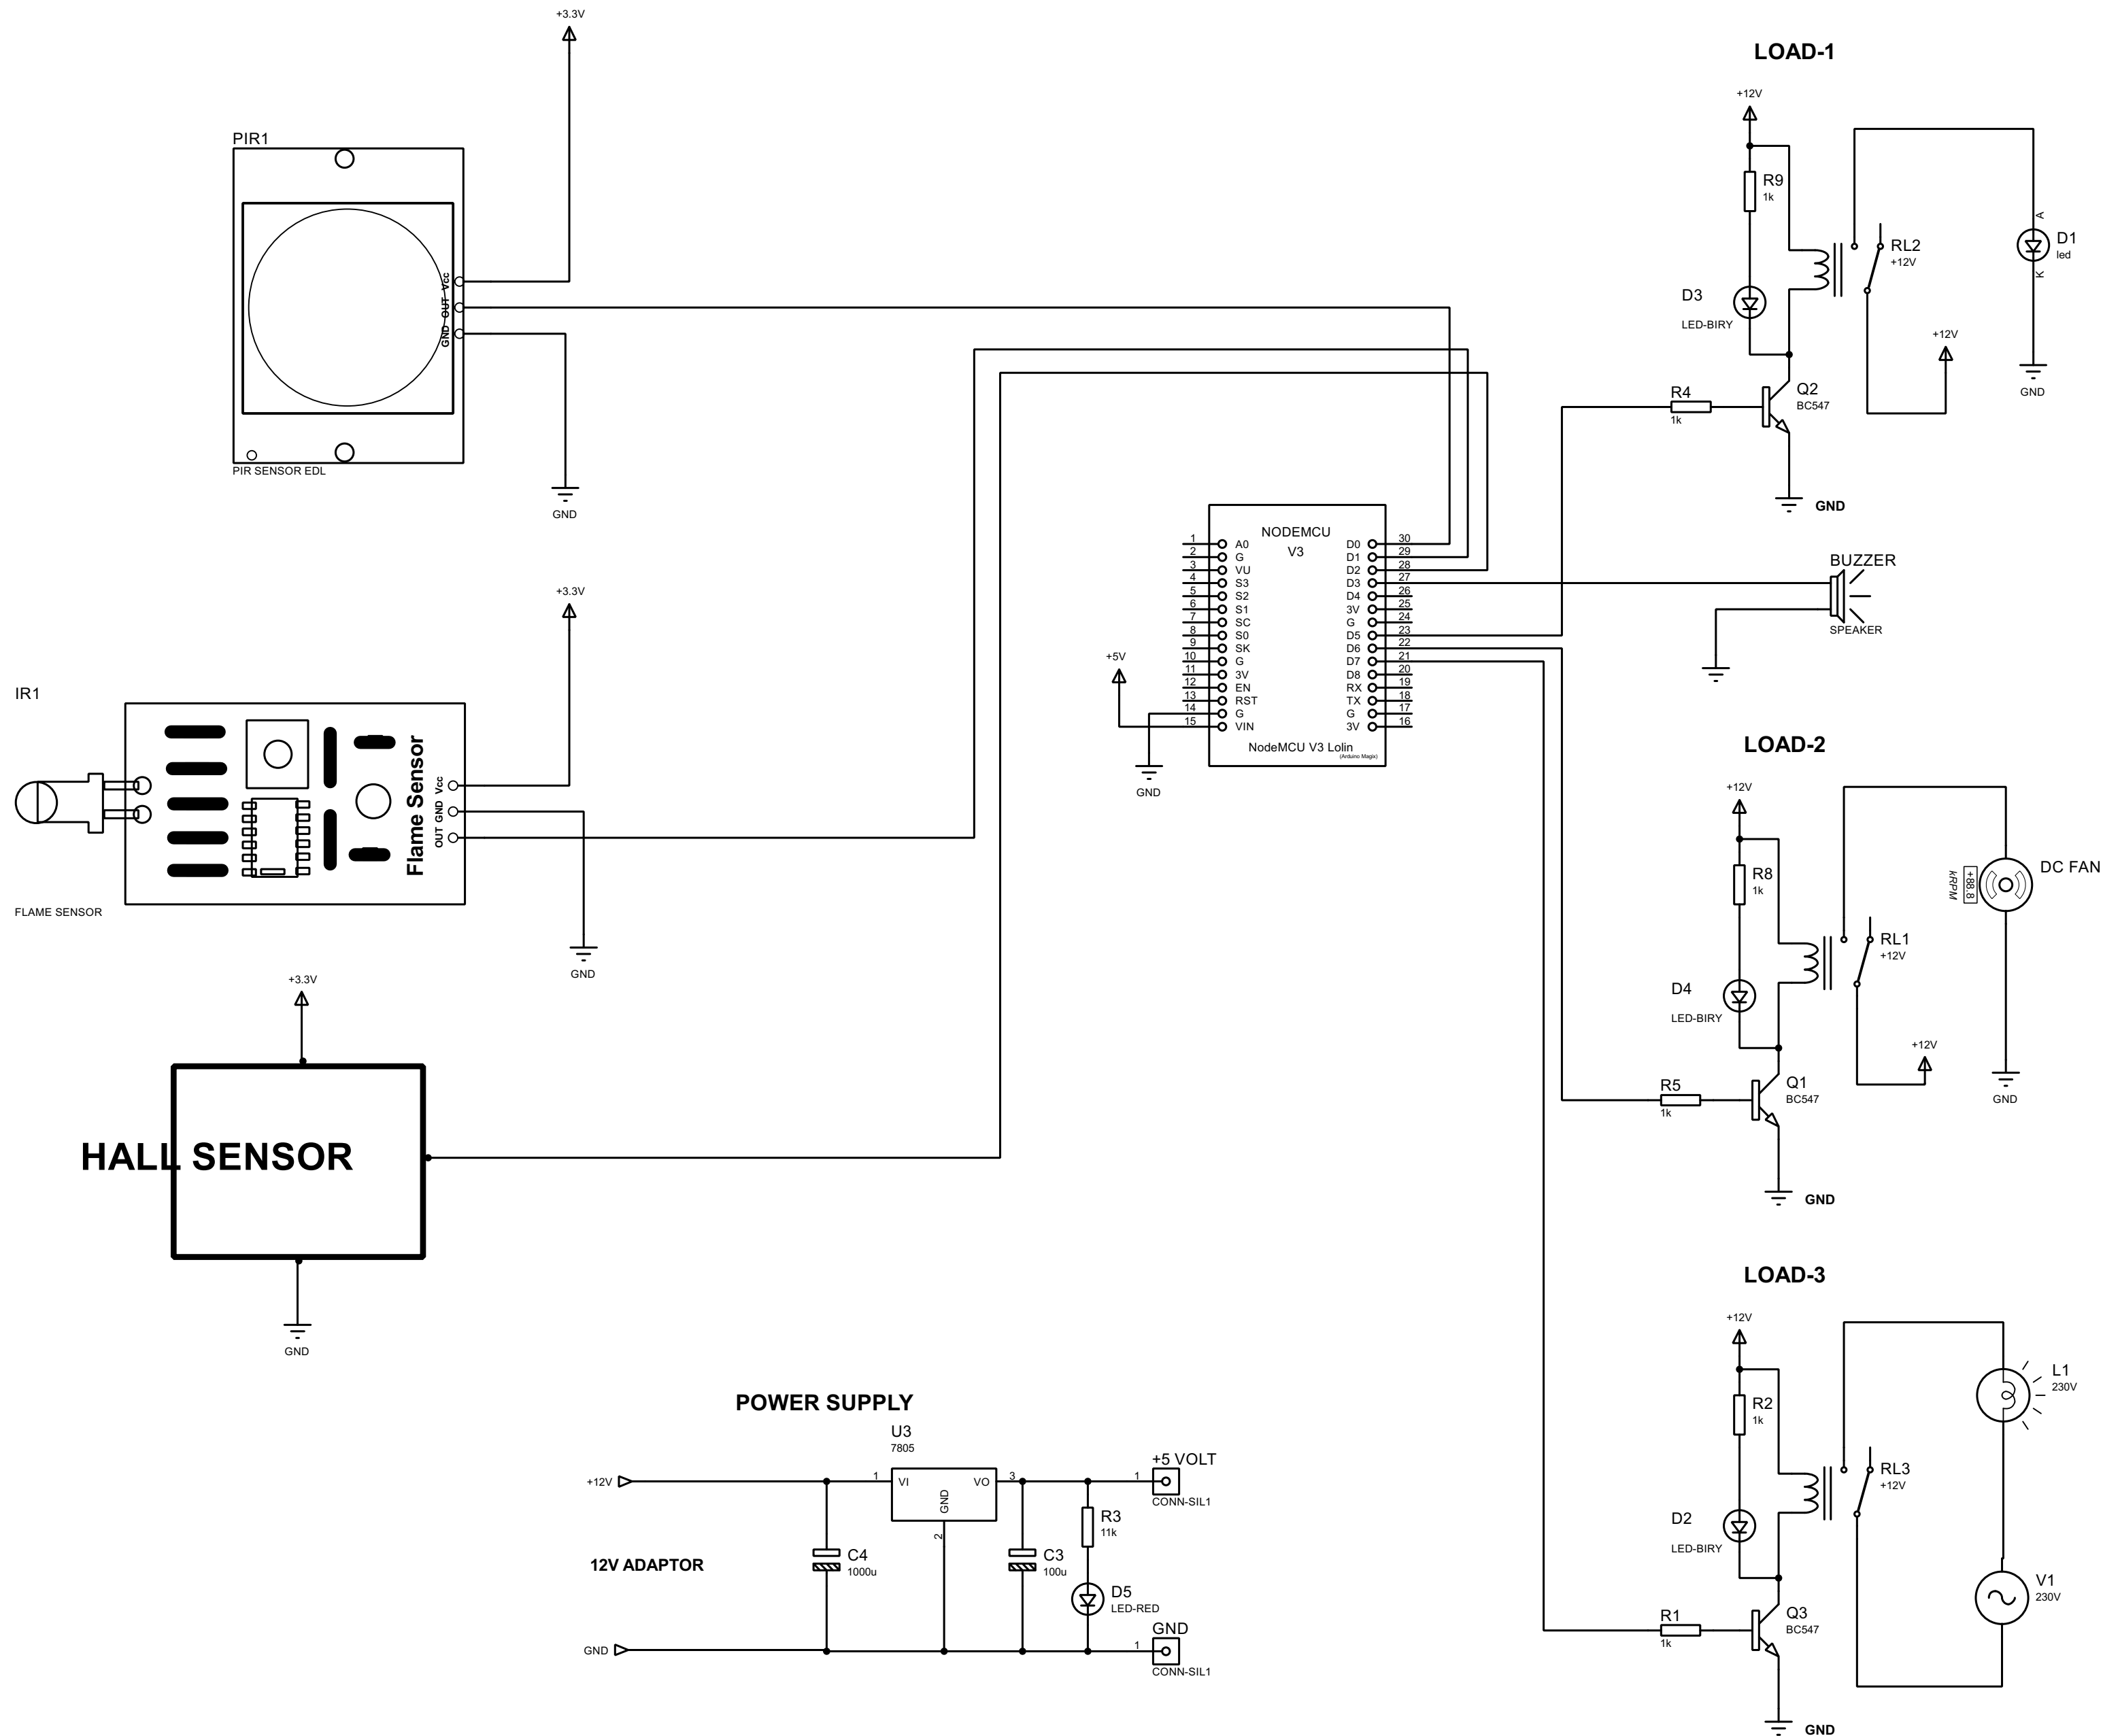 +3.3V
PIR1
Vcc
OUT
GND
PIR SENSOR EDL
GND
IR1
+3.3V
Flame Sensor
Vcc
GND
OUT
FLAME SENSOR
GND
+3.3V
HALL SENSOR
GND
NODEMCU
V3
1 A0
2 G
3 VU
4 S3
5 S2
6 S1
7 SC
8 S0
9 SK
10 G
11 3V
12 EN
13 RST
14 G
15 VIN
D0 30
D1 29
D2 28
D3 27
D4 26
3V 25
G 24
D5 23
D6 22
D7 21
D8 20
RX 19
TX 18
G 17
3V 16
NodeMCU V3 Lolin
(Arduino Magix)
+5V
GND
POWER SUPPLY
U3
7805
+12V
1 VI
VO 3
GND
2
1
+5 VOLT
CONN-SIL1
R3
11k
12V ADAPTOR
C4
1000u
C3
100u
D5
LED-RED
GND
1
GND
CONN-SIL1
LOAD-1
+12V
R9
1k
D3
LED-BIRY
RL2
+12V
A
D1
led
K
+12V
GND
R4
1k
Q2
BC547
GND
BUZZER
SPEAKER
LOAD-2
+12V
R8
1k
DC FAN
+88.8
kRPM
D4
LED-BIRY
RL1
+12V
+12V
GND
R5
1k
Q1
BC547
GND
LOAD-3
+12V
R2
1k
L1
230V
D2
LED-BIRY
RL3
+12V
V1
230V
R1
1k
Q3
BC547
GND